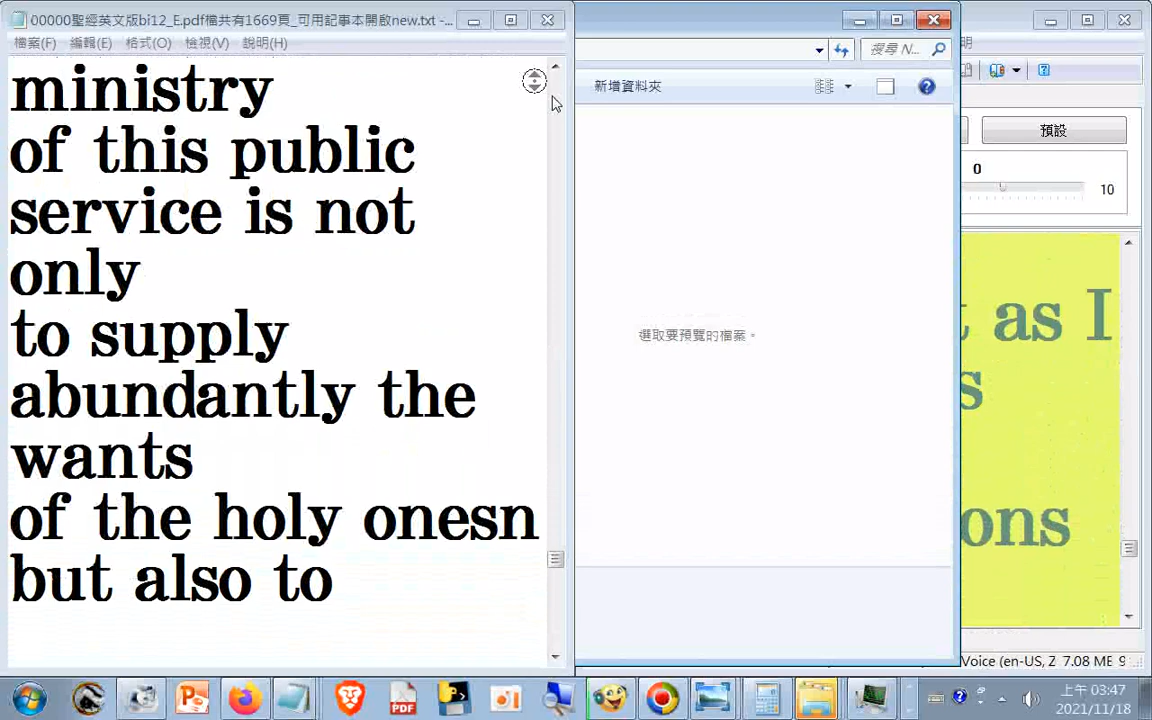 00000聖經英文版bi12_E.pdf檔共有1669頁_可用記事本開啟new.txt -...
檔案(F) 編輯(E) 格式(O) 檢視(V) 說明(H)
ministry
of this public
service is not
only
to supply
abundantly the
wants
of the holy onesn
but also to
搜尋 N...
新增資料夾
選取要預覽的檔案。
明
預設
0
10
t as I
s
ons
Voice (en-US, Z 7.08 ME 9
上午 03:47
2021/11/18